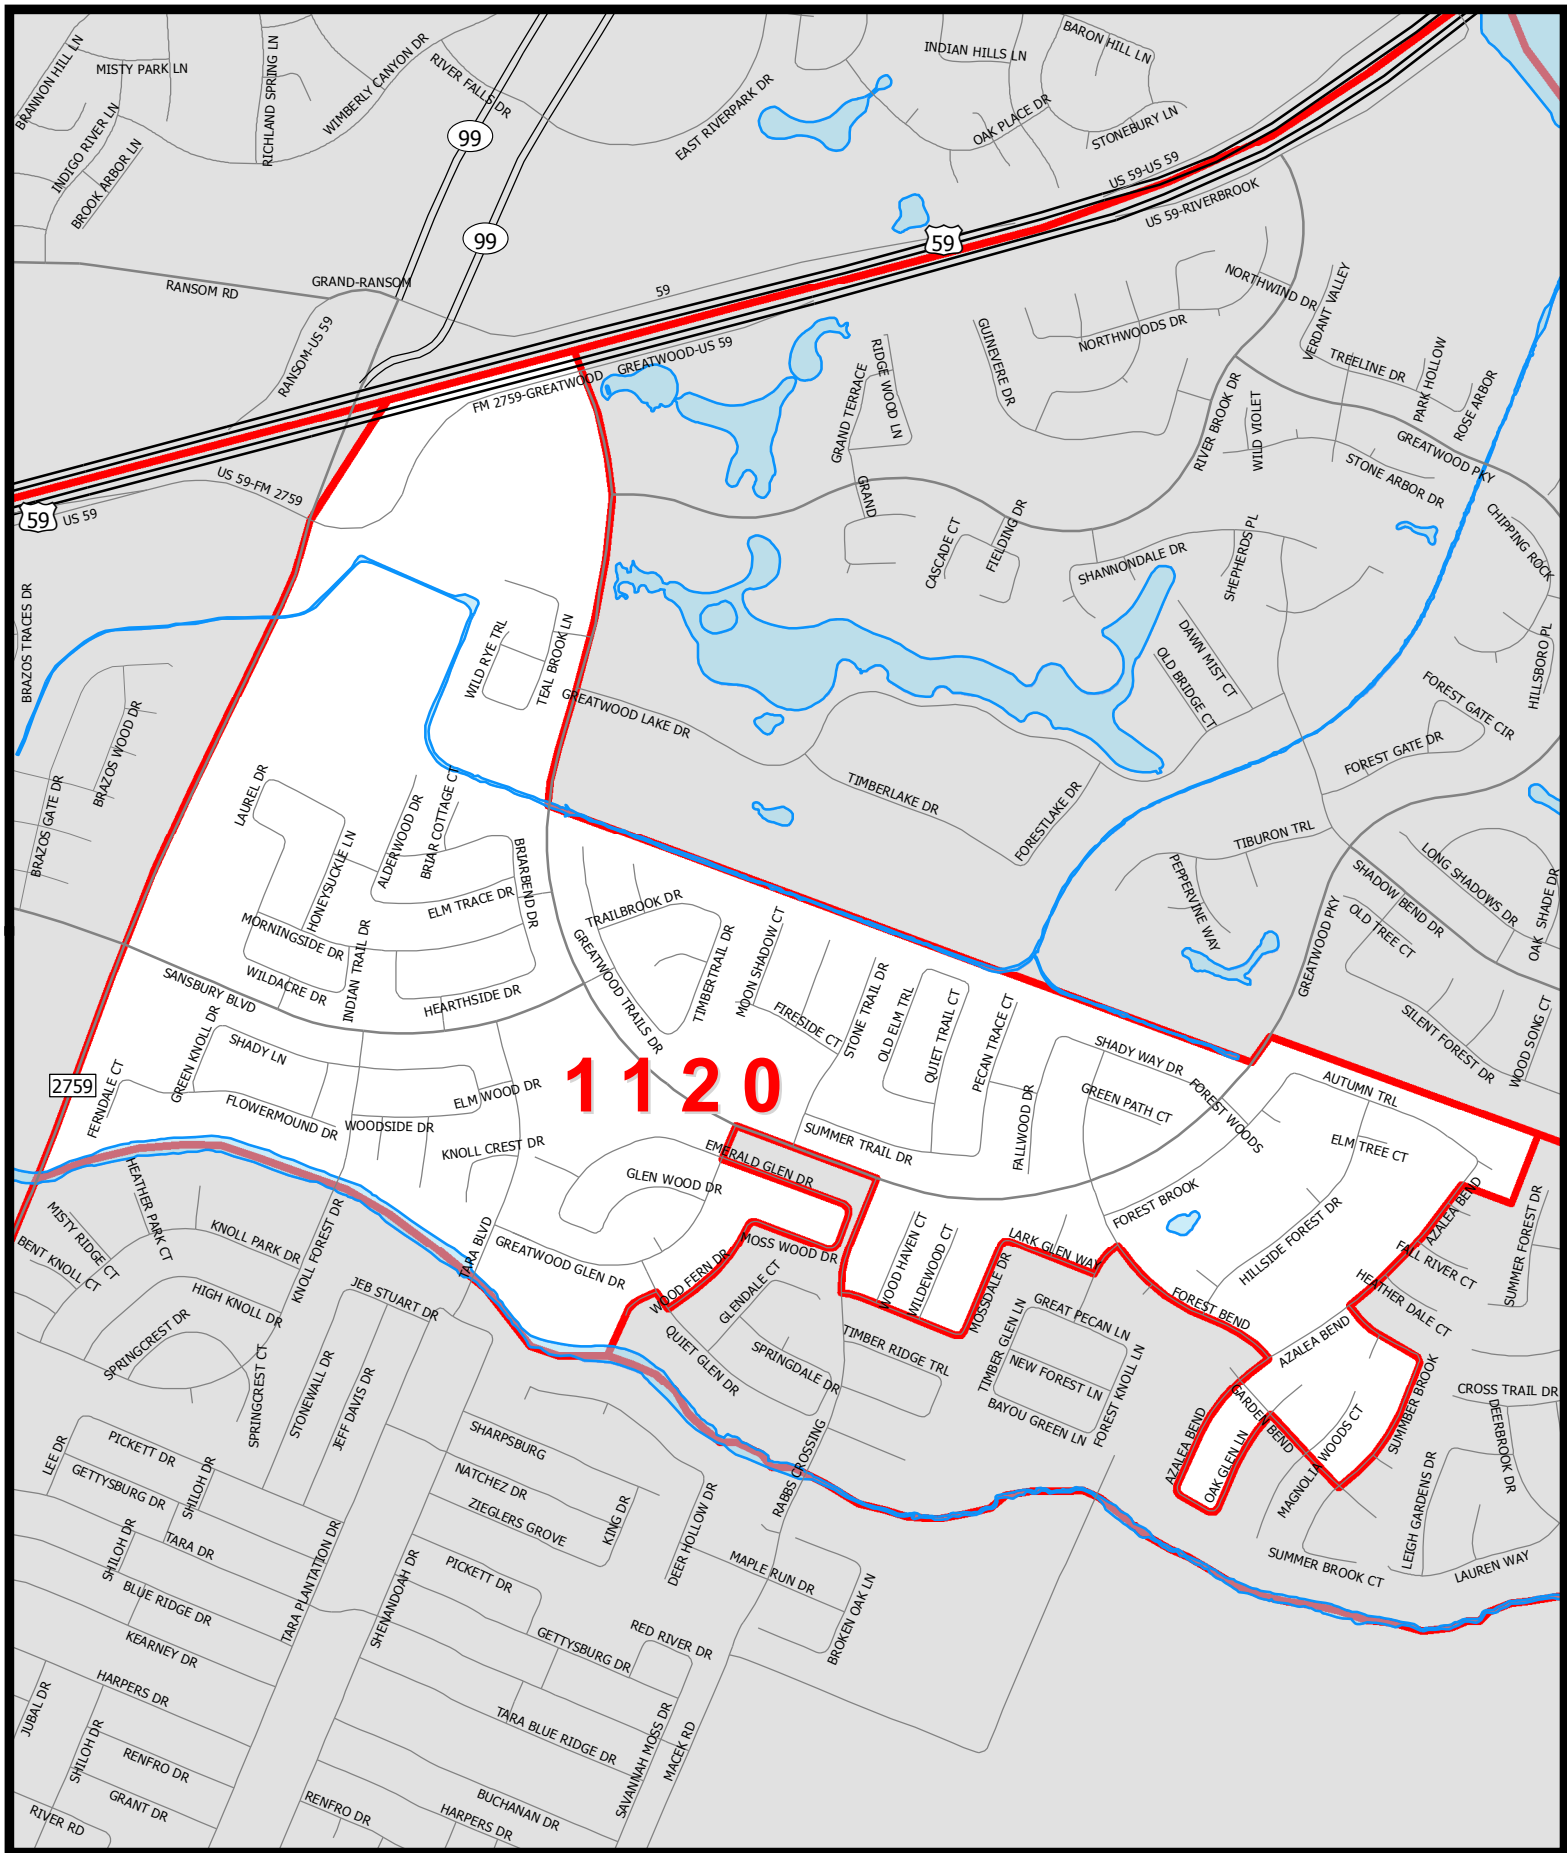 BRANNON HILL LN
MISTY PARK LN
RICHLAND SPRING LN
WIMBERLY CANYON DR
RIVER FALLS DR
INDIGO RIVER LN
BROOK ARBOR LN
99
99
EAST RIVERPARK DR
INDIAN HILLS LN
BARON HILL LN
OAK PLACE DR
STONEBURY LN
US 59-US 59
US 59-RIVERBROOK
59
RANSOM RD
GRAND-RANSOM
RANSOM-US 59
59
GREATWOOD-US 59
FM 2759-GREATWOOD
US 59-FM 2759
59
US 59
NORTHWIND DR
VERDANT VALLEY
NORTHWOODS DR
GUINEVERE DR
RIDGE WOOD LN
GRAND TERRACE
GRAND
TREELINE DR
PARK HOLLOW
ROSE ARBOR
RIVER BROOK DR
WILD VIOLET
GREATWOOD PKY
STONE ARBOR DR
CHIPPING ROCK
CASCADE CT
FIELDING DR
SHANNONDALE DR
SHEPHERDS PL
DAWN MIST CT
OLD BRIDGE CT
HILLSBORO PL
FOREST GATE CIR
FOREST GATE DR
BRAZOS TRACES DR
BRAZOS WOOD DR
BRAZOS GATE DR
WILD RYE TRL
TEAL BROOK LN
GREATWOOD LAKE DR
TIMBERLAKE DR
FORESTLAKE DR
TIBURON TRL
PEPPERVINE WAY
LONG SHADOWS DR
SHADOW BEND DR
OAK SHADE DR
OLD TREE CT
GREATWOOD PKY
SILENT FOREST DR
WOOD SONG CT
LAUREL DR
HONEYSUCKLE LN
ALDERWOOD DR
BRIAR COTTAGE CT
BRIARBEND DR
ELM TRACE DR
MORNINGSIDE DR
INDIAN TRAIL DR
WILDACRE DR
SANSBURY BLVD
HEARTHSIDE DR
TRAILBROOK DR
GREATWOOD TRAILS DR
TIMBERTRAIL DR
MOON SHADOW CT
FIRESIDE CT
STONE TRAIL DR
OLD ELM TRL
QUIET TRAIL CT
PECAN TRACE CT
GREEN KNOLL DR
SHADY LN
FERNDALE CT
2759
FLOWERMOUND DR
WOODSIDE DR
ELM WOOD DR
KNOLL CREST DR
1120
SUMMER TRAIL DR
FALLWOOD DR
SHADY WAY DR
GREEN PATH CT
FOREST WOODS
AUTUMN TRL
ELM TREE CT
EMERALD GLEN DR
GLEN WOOD DR
MOSS WOOD DR
WOOD FERN DR
GREATWOOD GLEN DR
TARA BLVD
WOOD HAVEN CT
WILDEWOOD CT
MOSSDALE DR
LARK GLEN WAY
FOREST BROOK
HILLSIDE FOREST DR
FOREST BEND
AZALEA BEND
FALL RIVER CT
HEATHER DALE CT
SUMMER FOREST DR
AZALEA BEND
HEATHER PARK CT
MISTY RIDGE CT
BENT KNOLL CT
KNOLL PARK DR
KNOLL FOREST DR
HIGH KNOLL DR
SPRINGCREST DR
SPRINGCREST CT
JEB STUART DR
STONEWALL DR
JEFF DAVIS DR
GLENDALE CT
QUIET GLEN DR
SPRINGDALE DR
TIMBER RIDGE TRL
TIMBER GLEN LN
GREAT PECAN LN
NEW FOREST LN
BAYOU GREEN LN
FOREST KNOLL LN
GARDEN BEND
AZALEA BEND
OAK GLEN LN
MAGNOLIA WOODS CT
SUMMBER BROOK
CROSS TRAIL DR
DEERBROOK DR
LEIGH GARDENS DR
SUMMER BROOK CT
LAUREN WAY
LEE DR
PICKETT DR
GETTYSBURG DR
SHILOH DR
SHILOH DR
TARA DR
BLUE RIDGE DR
KEARNEY DR
HARPERS DR
JUBAL DR
SHILOH DR
RENFRO DR
GRANT DR
RIVER RD
TARA PLANTATION DR
SHENANDOAH DR
SHARPSBURG
NATCHEZ DR
ZIEGLERS GROVE
KING DR
DEER HOLLOW DR
RABBS CROSSING
MAPLE RUN DR
BROKEN OAK LN
PICKETT DR
GETTYSBURG DR
RED RIVER DR
TARA BLUE RIDGE DR
SAVANNAH MOSS DR
MACEK RD
BUCHANAN DR
HARPERS DR
RENFRO DR